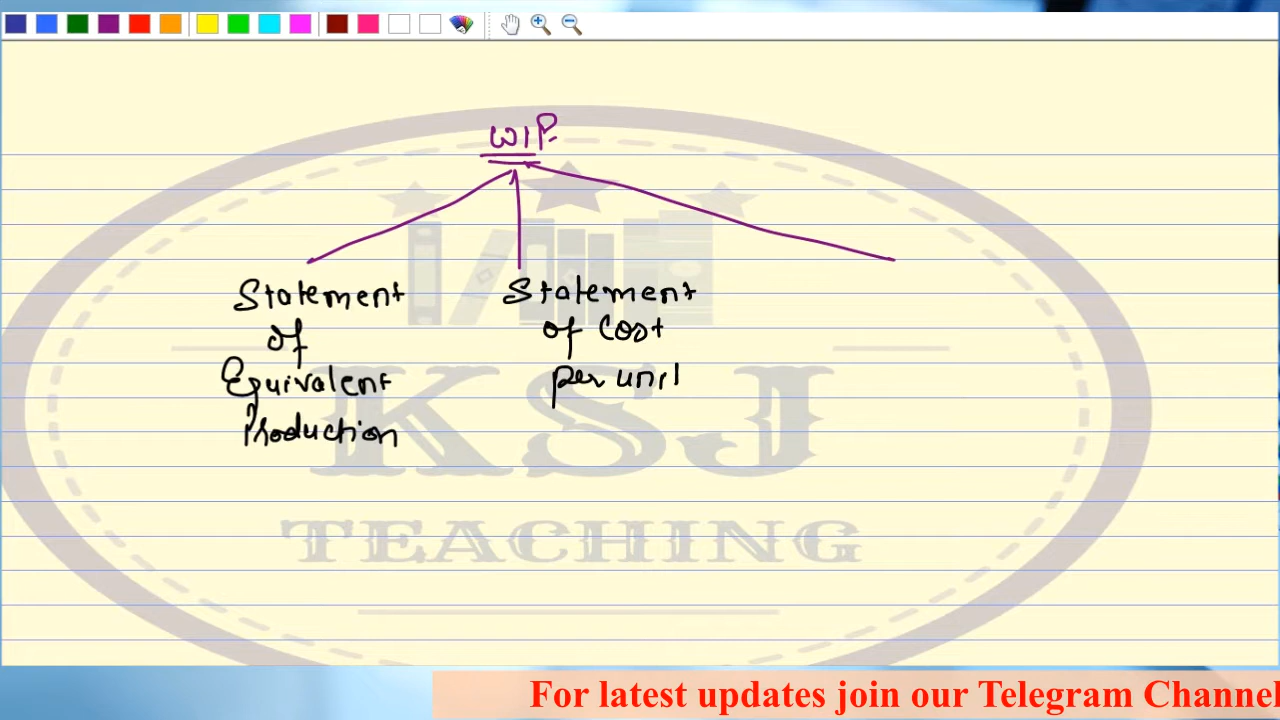 WIP
Statement
of
Equivalent
Production
Statement
of Cost
per unit
KSJ
TEACHING
For latest updates join our Telegram Channel